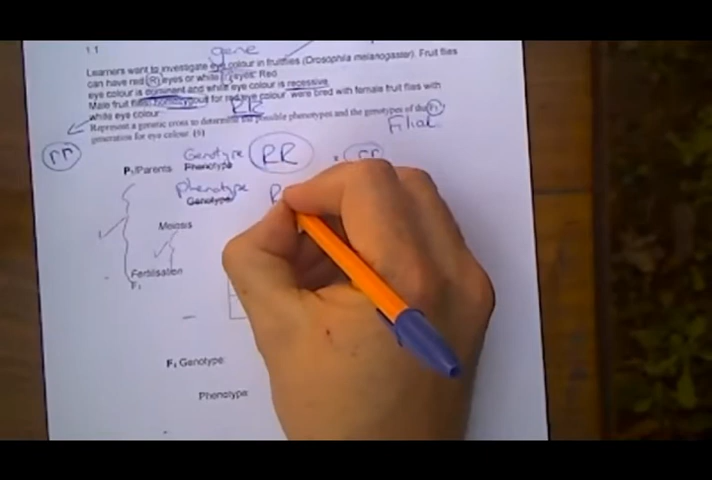 1.1
gene
Learners want to investigate eye colour in fruitflies (Drosophila melanogaster). Fruit flies
can have red (R) eyes or white (r) eyes. Red
eye colour is dominant and white eye colour is recessive
Male fruit flies homozygous for red eye colour were bred with female fruit flies with
RR
white eye colour
Represent a genetic cross to determine the possible phenotypes and the genotypes of the F1
Filial
generation for eye colour. (9)
rr
Genotype RR x rr
P1/Parents Phenotype
Phenotype R
Genotype
Meiosis
Fertilisation
F1
F1 Genotype:
Phenotype: